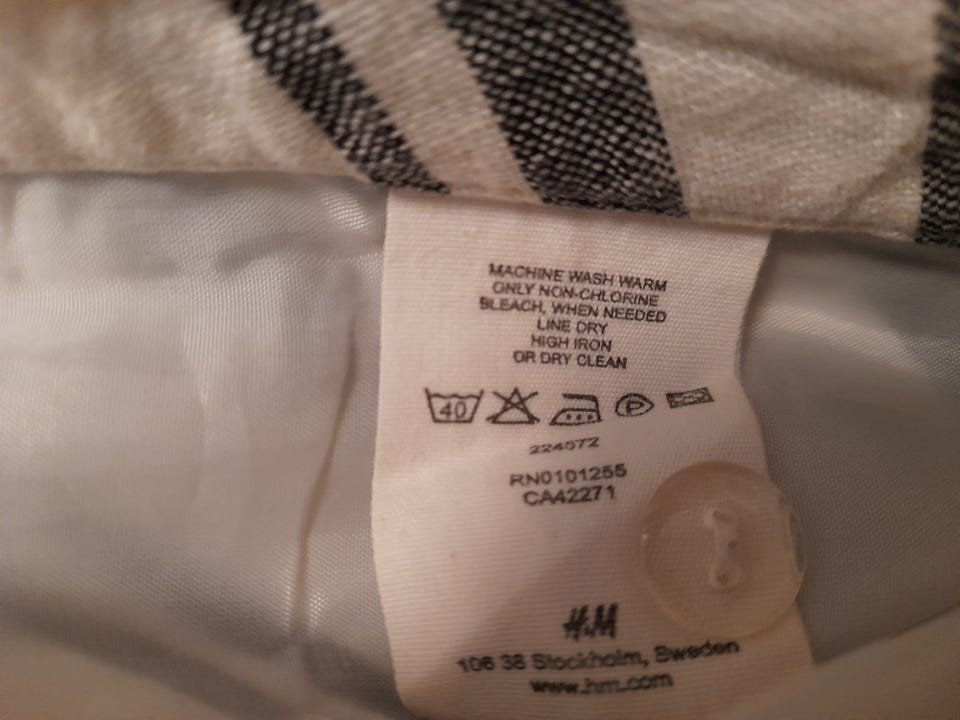 MACHINE WASH WARM
ONLY NON-CHLORINE
BLEACH, WHEN NEEDED
LINE DRY
HIGH IRON
OR DRY CLEAN
40 P
224572
RN0101255
CA42271
H&M
106 38 Stockholm, Sweden
www.hm.com